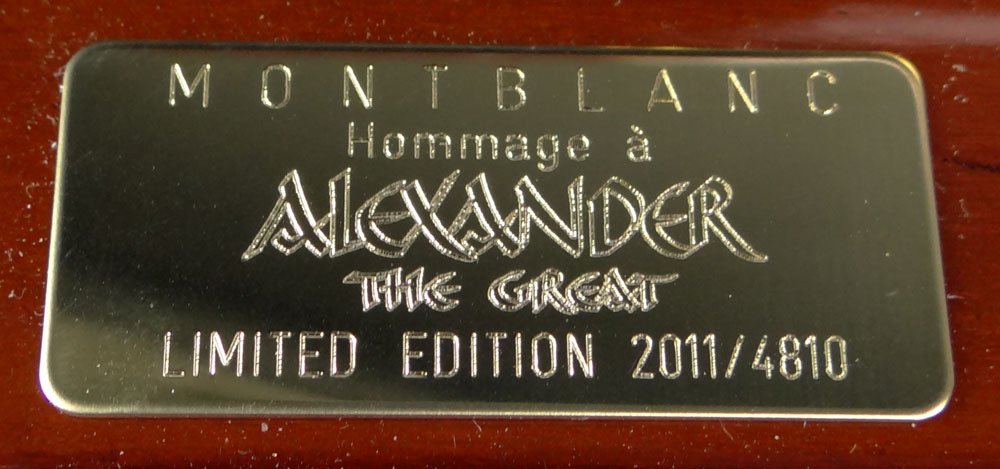 MONTBLANC
Hommage à
ALEXANDER
THE GREAT
LIMITED EDITION 2011/4810